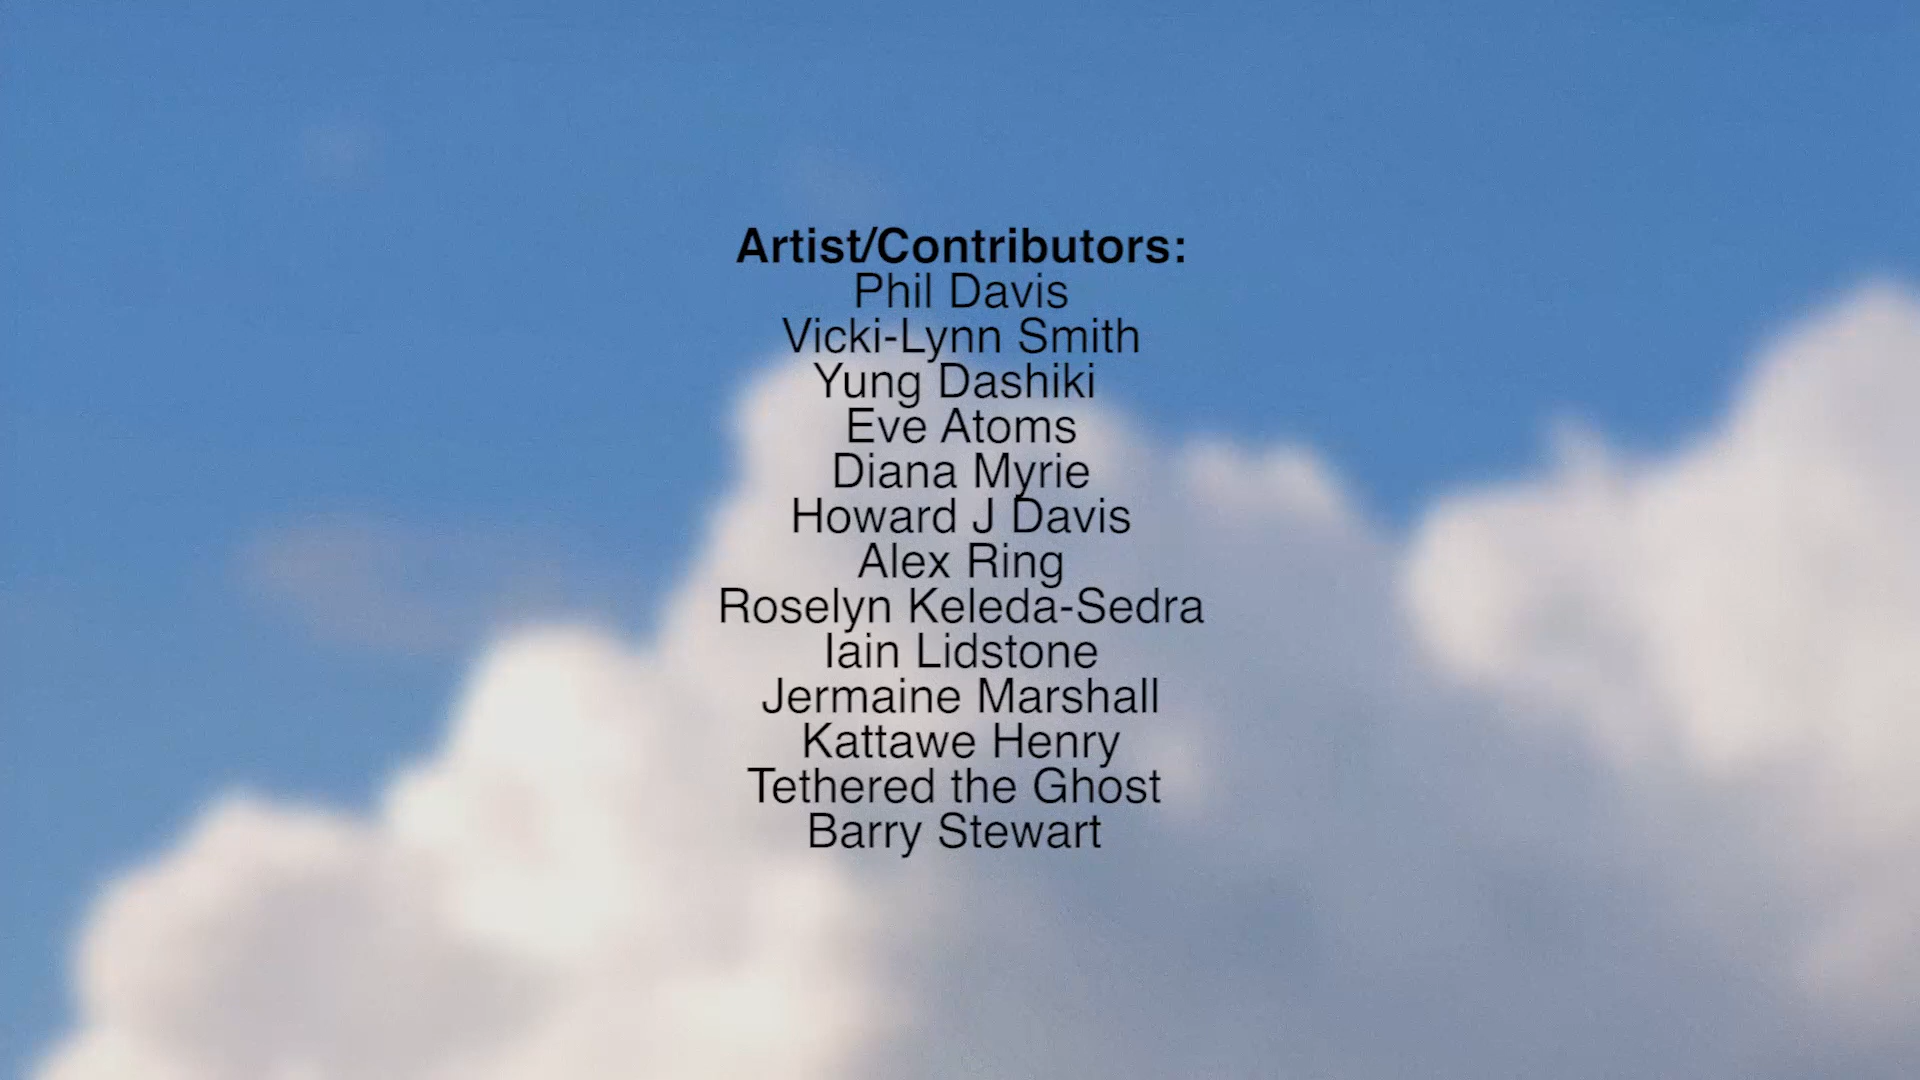 Artist/Contributors:
Phil Davis
Vicki-Lynn Smith
Yung Dashiki
Eve Atoms
Diana Myrie
Howard J Davis
Alex Ring
Roselyn Keleda-Sedra
Iain Lidstone
Jermaine Marshall
Kattawe Henry
Tethered the Ghost
Barry Stewart